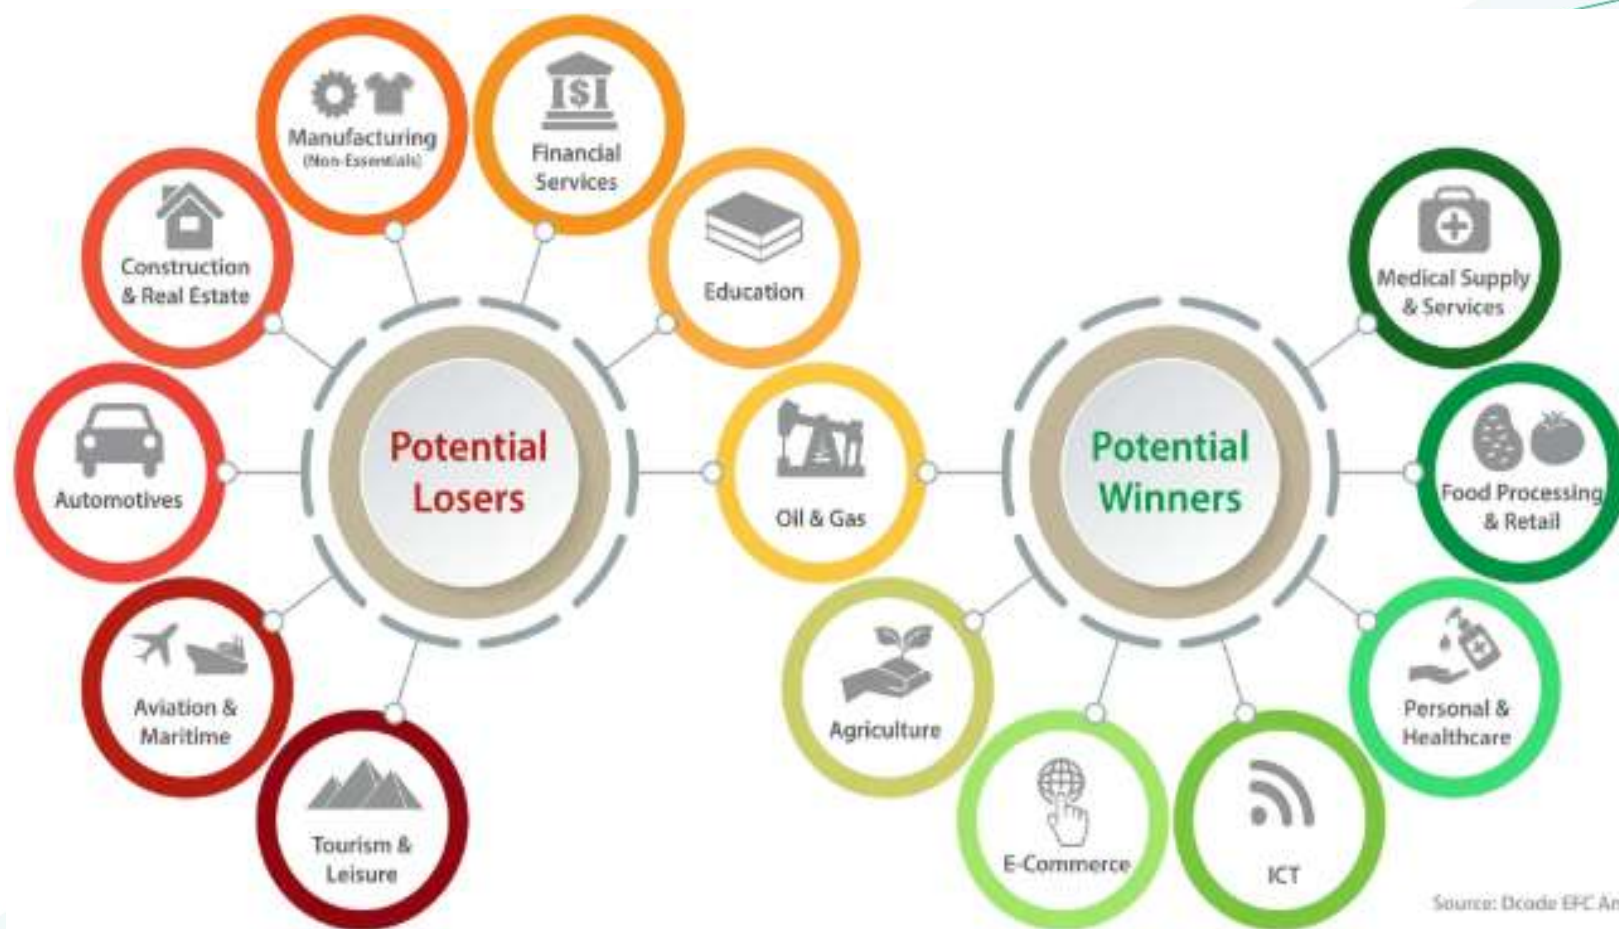 Manufacturing
(Non-Essentials)
Financial
Services
Construction
& Real Estate
Education
Medical Supply
& Services
Automotives
Potential
Losers
Oil & Gas
Potential
Winners
Food Processing
& Retail
Aviation &
Maritime
Agriculture
Personal &
Healthcare
Tourism &
Leisure
E-Commerce
ICT
$
Source: Dcode EFC An